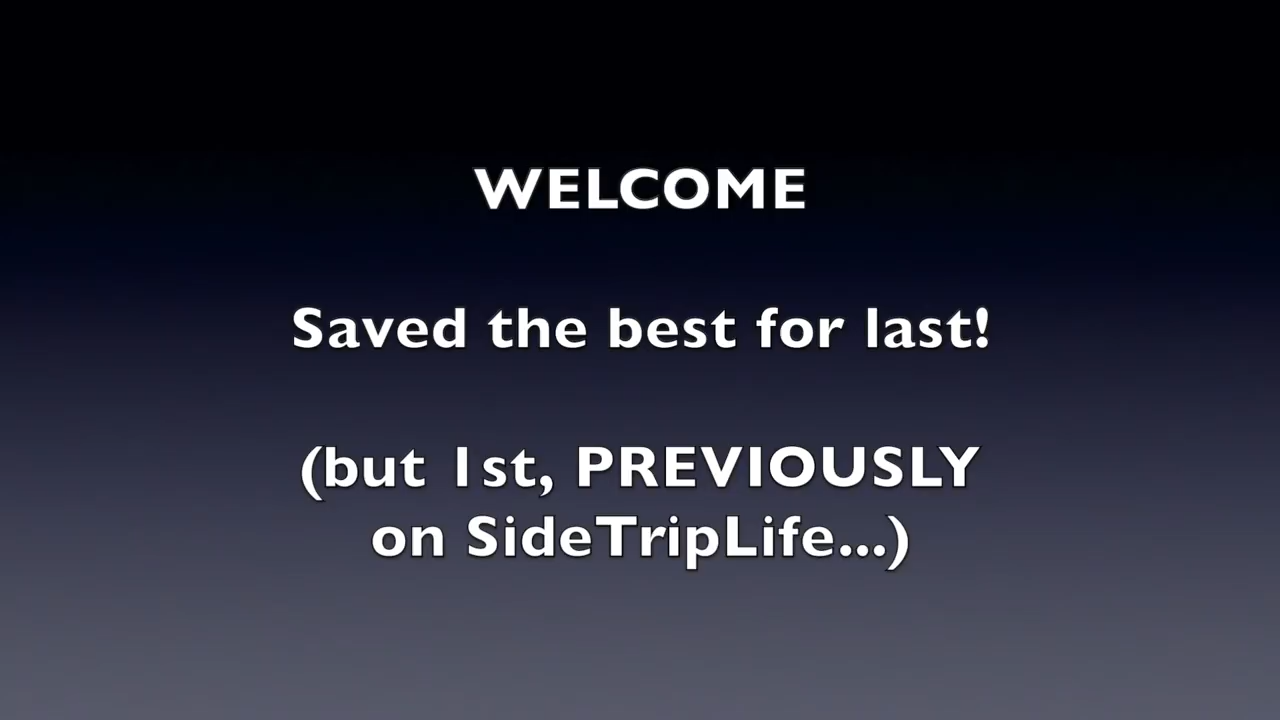 WELCOME
Saved the best for last!
(but 1st, PREVIOUSLY
on SideTripLife...)